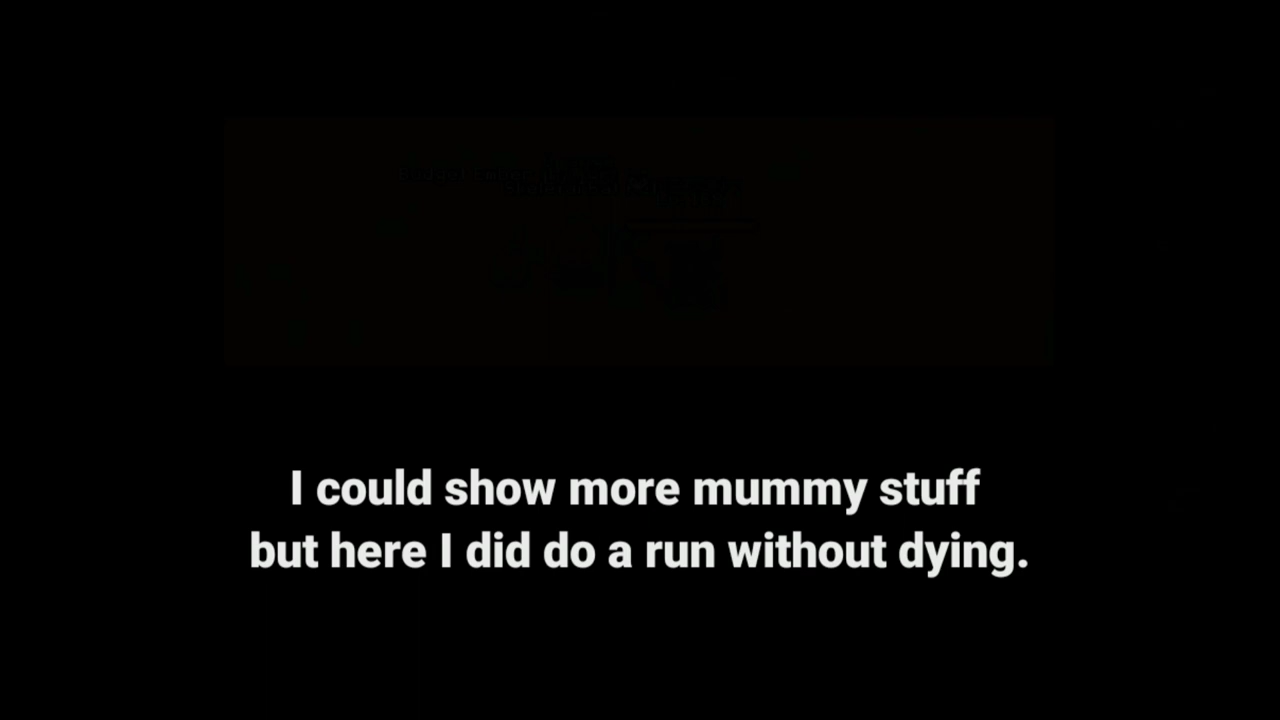 I could show more mummy stuff
but here I did do a run without dying.